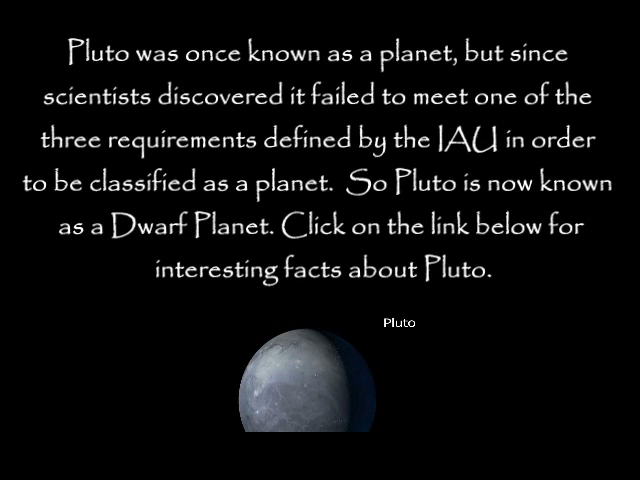 Pluto was once known as a planet, but since
scientists discovered it failed to meet one of the
three requirements defined by the IAU in order
to be classified as a planet. So Pluto is now known
as a Dwarf Planet. Click on the link below for
interesting facts about Pluto.
Pluto